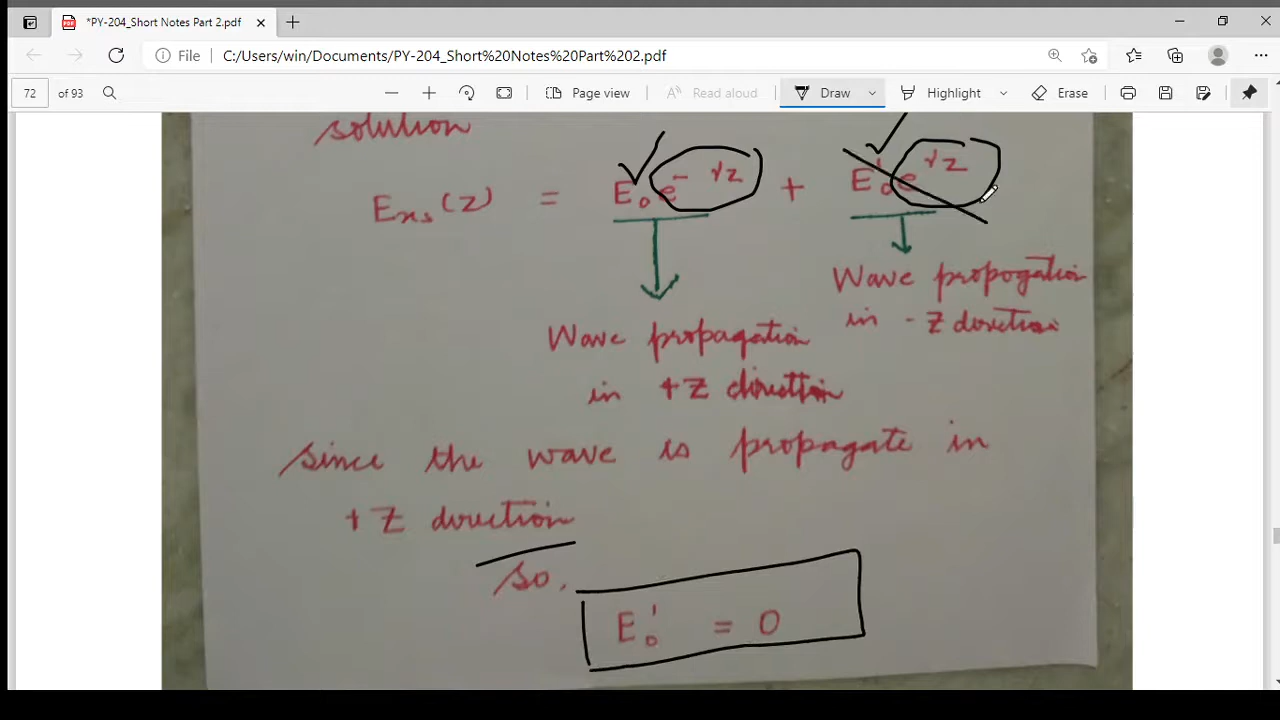 *PY-204_Short Notes Part 2.pdf
File C:/Users/win/Documents/PY-204_Short%20Notes%20Part%202.pdf
72 of 93 Page view Read aloud Draw Highlight Erase
solution
Exs(z) = E₀e^-γz + E₀'e^γz
Wave propogation
in - Z direction
Wave propagation
in +Z direction
since the wave is propagate in
+Z direction
so,
E₀' = 0